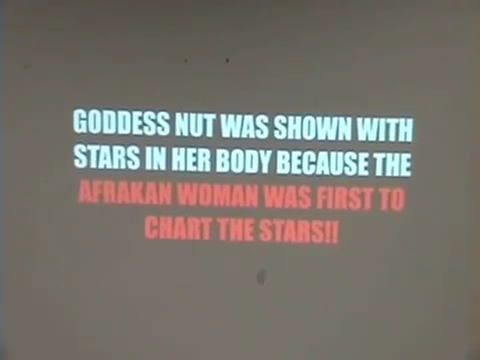 GODDESS NUT WAS SHOWN WITH
STARS IN HER BODY BECAUSE THE
AFRAKAN WOMAN WAS FIRST TO
CHART THE STARS!!